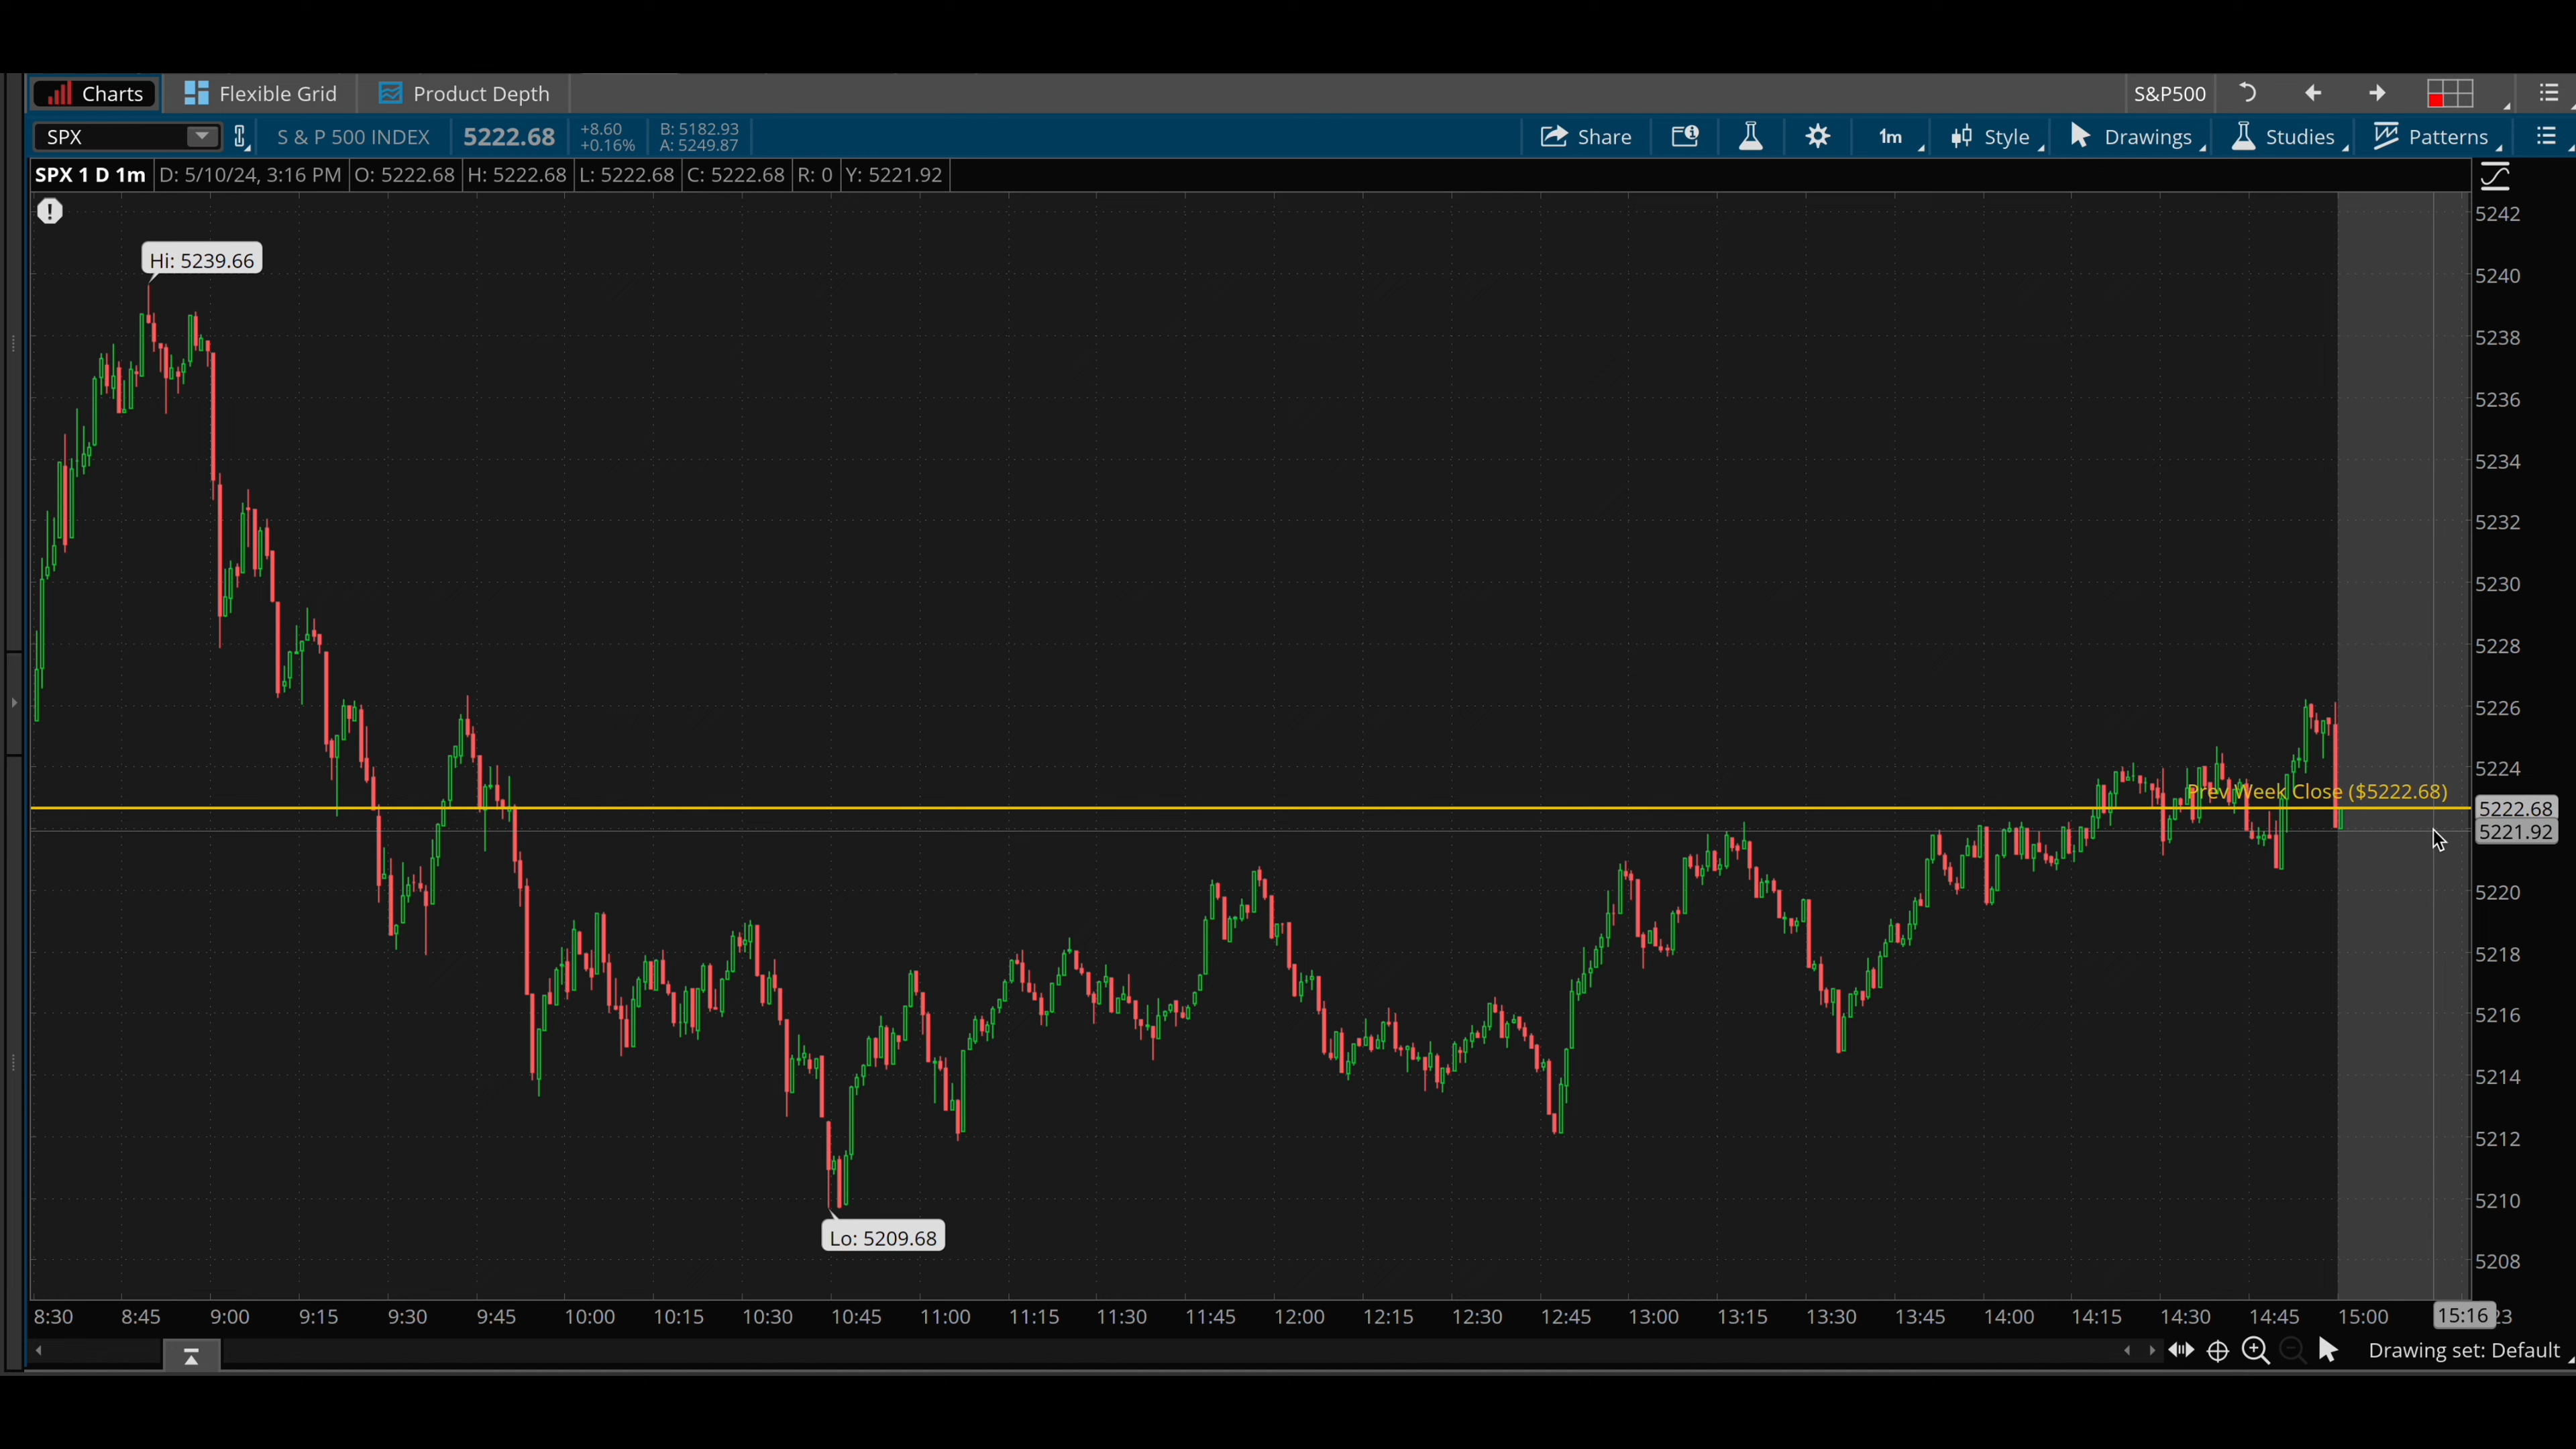 Charts Flexible Grid Product Depth S&P500
SPX S & P 500 INDEX 5222.68 +8.60 B: 5182.93 Share 1m Style Drawings Studies Patterns
+0.16% A: 5249.87
SPX 1 D 1m D: 5/10/24, 3:16 PM O: 5222.68 H: 5222.68 L: 5222.68 C: 5222.68 R: 0 Y: 5221.92
5242
Hi: 5239.66
5240
5238
5236
5234
5232
5230
5228
5226
5224
Prev Week Close ($5222.68)
5222.68
5221.92
5220
5218
5216
5214
5212
5210
Lo: 5209.68
5208
8:30 8:45 9:00 9:15 9:30 9:45 10:00 10:15 10:30 10:45 11:00 11:15 11:30 11:45 12:00 12:15 12:30 12:45 13:00 13:15 13:30 13:45 14:00 14:15 14:30 14:45 15:00 15:16
Drawing set: Default